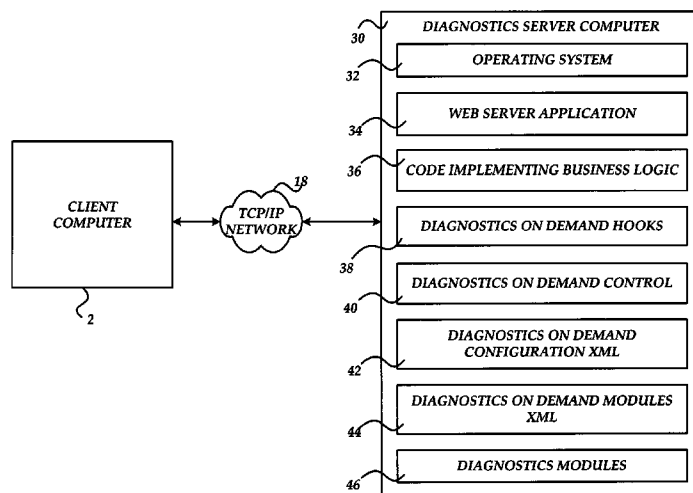 30
DIAGNOSTICS SERVER COMPUTER
OPERATING SYSTEM
32
WEB SERVER APPLICATION
34
36
CODE IMPLEMENTING BUSINESS LOGIC
CLIENT
COMPUTER
2
18
TCP/IP
NETWORK
DIAGNOSTICS ON DEMAND HOOKS
38
DIAGNOSTICS ON DEMAND CONTROL
40
DIAGNOSTICS ON DEMAND
CONFIGURATION XML
42
DIAGNOSTICS ON DEMAND MODULES
XML
44
DIAGNOSTICS MODULES
46